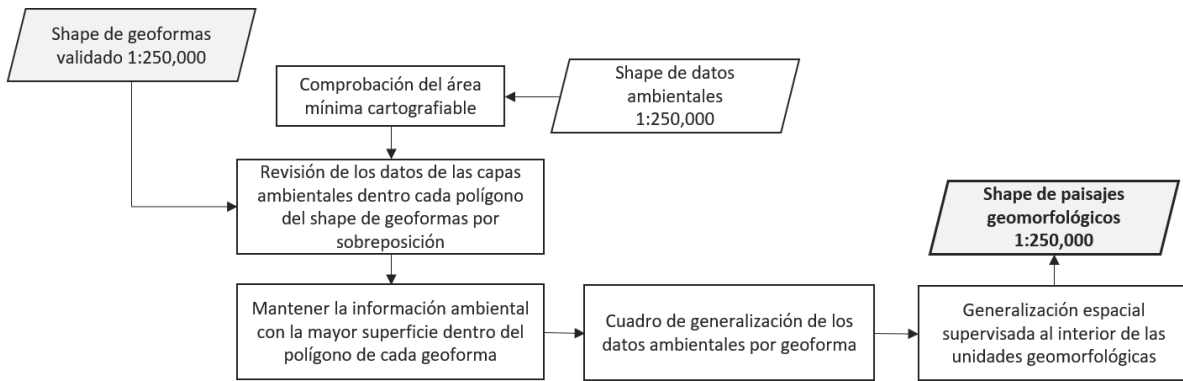 Shape de geoformas
validado 1:250,000
Comprobación del área
mínima cartografiable
Shape de datos
ambientales
1:250,000
Revisión de los datos de las capas
ambientales dentro cada polígono
del shape de geoformas por
sobreposición
Shape de paisajes
geomorfológicos
1:250,000
Mantener la información ambiental
con la mayor superficie dentro del
polígono de cada geoforma
Cuadro de generalización de los
datos ambientales por geoforma
Generalización espacial
supervisada al interior de las
unidades geomorfológicas